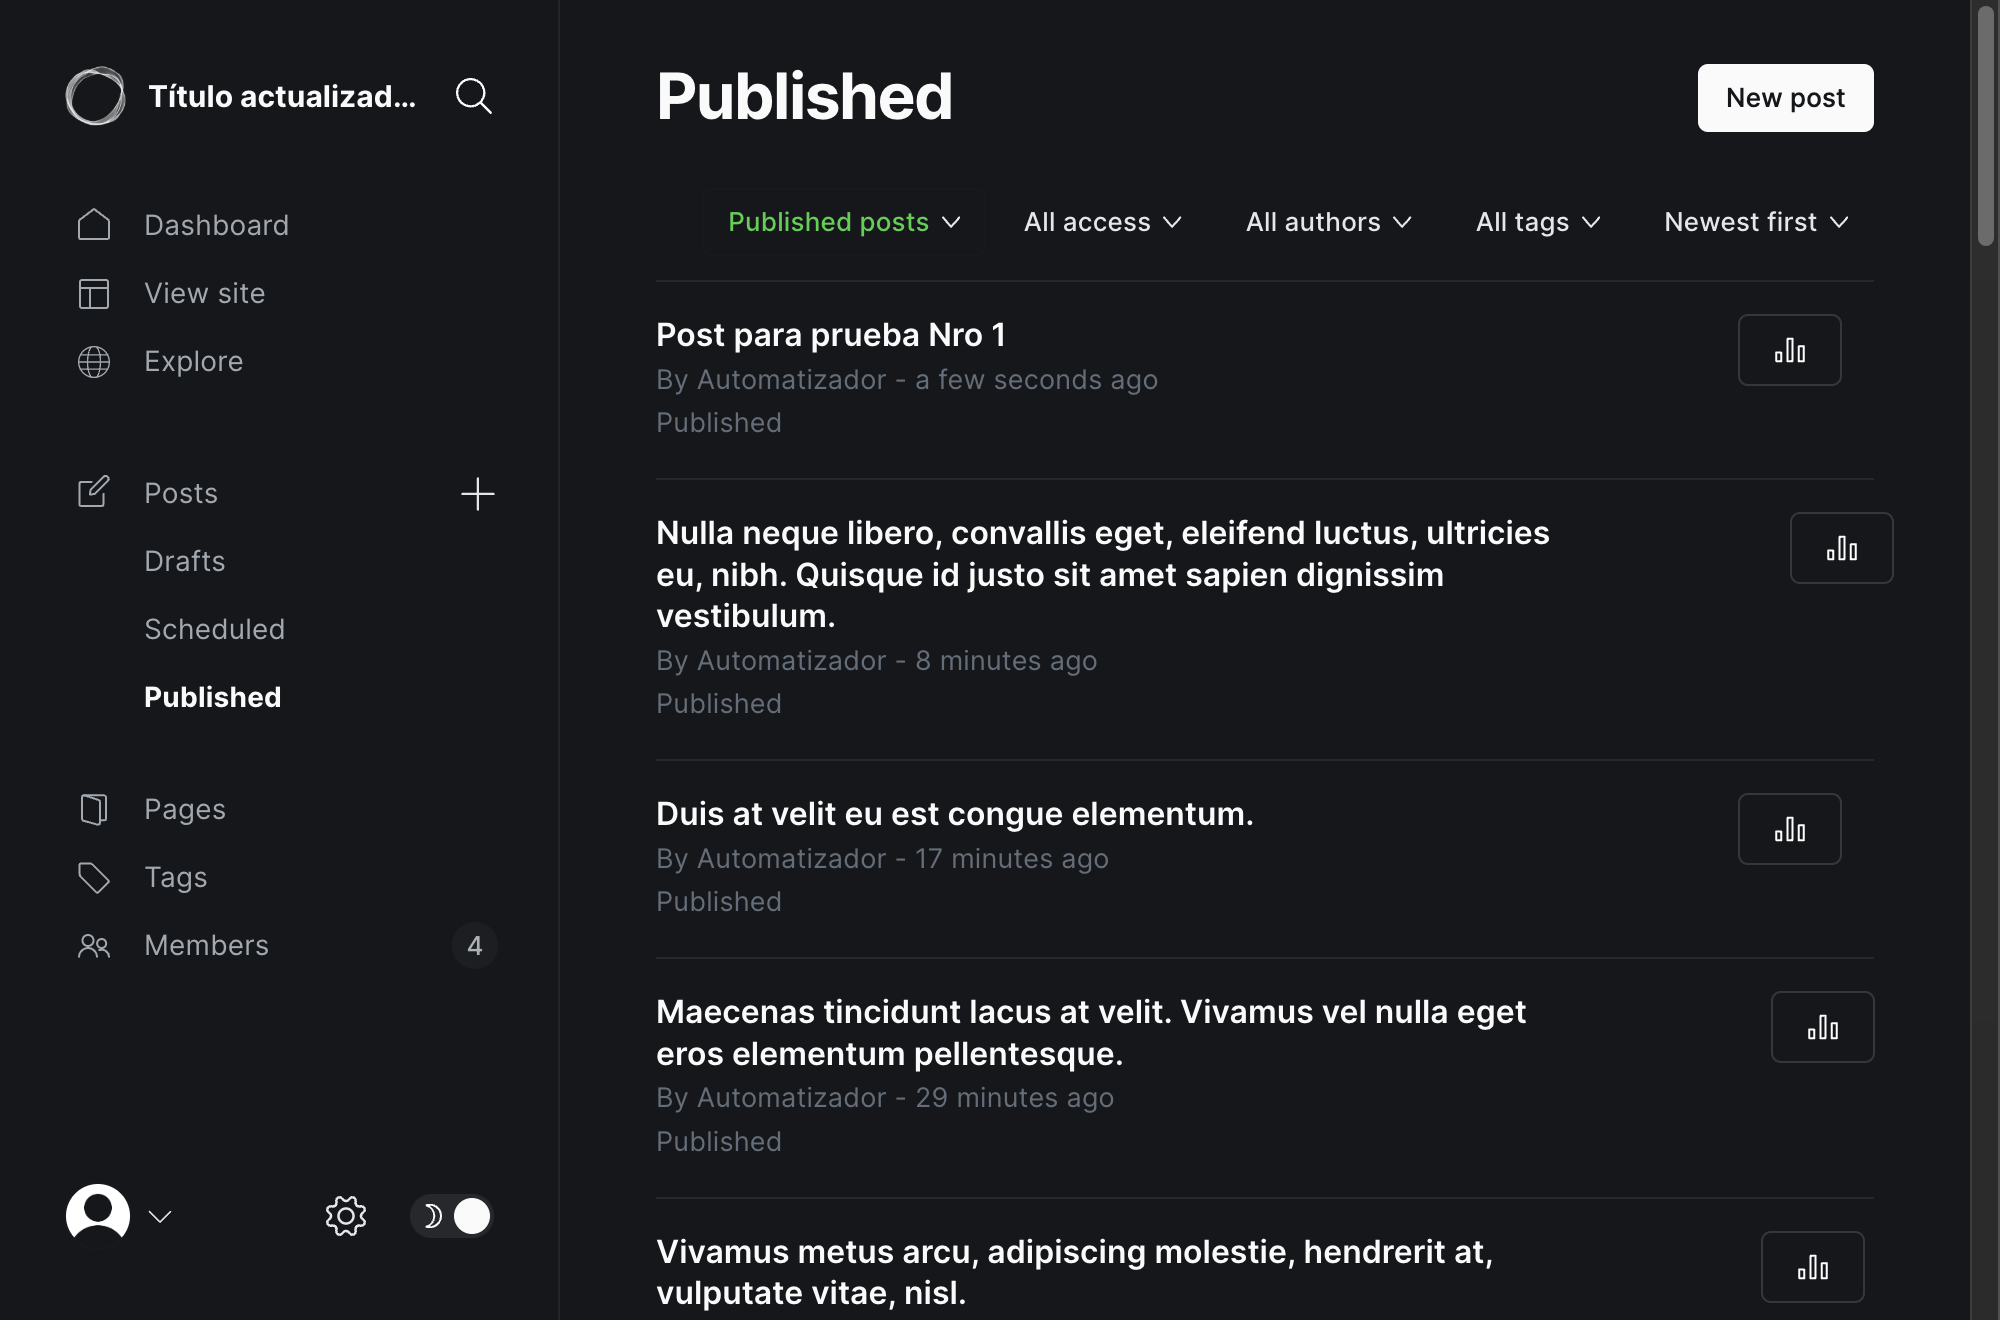 Título actualizad...
Dashboard
View site
Explore
Posts
Drafts
Scheduled
Published
Pages
Tags
Members
4
Published
New post
Published posts
All access
All authors
All tags
Newest first
Post para prueba Nro 1
By Automatizador - a few seconds ago
Published
Nulla neque libero, convallis eget, eleifend luctus, ultricies
eu, nibh. Quisque id justo sit amet sapien dignissim
vestibulum.
By Automatizador - 8 minutes ago
Published
Duis at velit eu est congue elementum.
By Automatizador - 17 minutes ago
Published
Maecenas tincidunt lacus at velit. Vivamus vel nulla eget
eros elementum pellentesque.
By Automatizador - 29 minutes ago
Published
Vivamus metus arcu, adipiscing molestie, hendrerit at,
vulputate vitae, nisl.